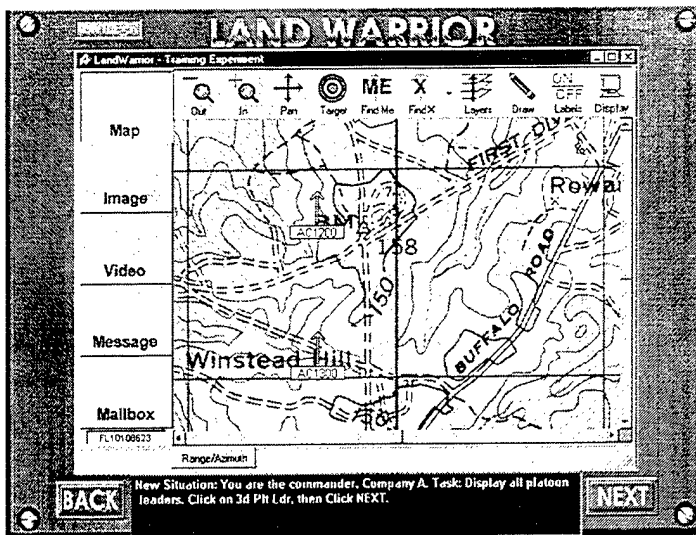 LAND WARRIOR
LandWarrior - Training Experiment
Map
Image
Video
Message
Mailbox
FL10108623
Out
In
Pan
Target
ME
Find Me
X
Find X
Layers
Draw
ON
OFF
Labels
Display
FIRST
Rowa
AC1200
158
150
BUFFALO ROAD
Winstead Hill
AC1300
Range/Azimuth
BACK
New Situation: You are the commander, Company A. Task: Display all platoon
leaders. Click on 3d Plt Ldr, then Click NEXT.
NEXT